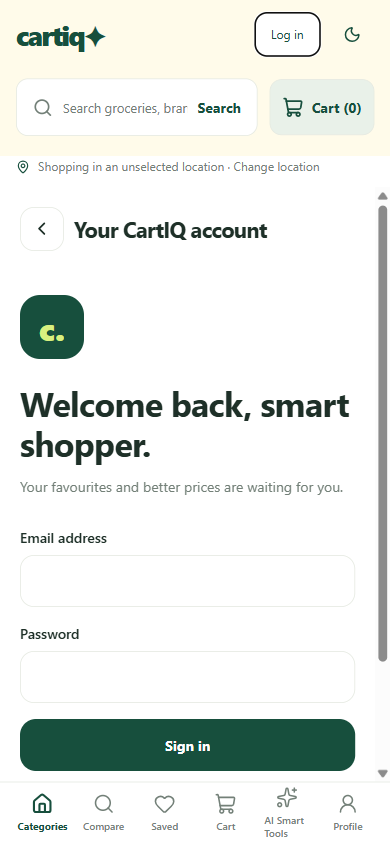 cartiq
Log in
Search groceries, brar
Search
Cart (0)
Shopping in an unselected location · Change location
Your CartIQ account
c.
Welcome back, smart
shopper.
Your favourites and better prices are waiting for you.
Email address
Password
Sign in
Categories
Compare
Saved
Cart
AI Smart
Tools
Profile